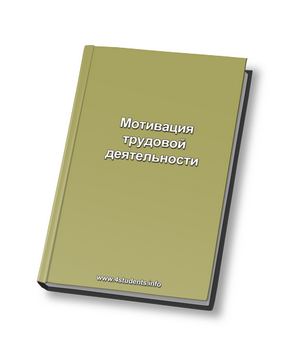 Мотивация
трудовой
деятельности
www.4students.info